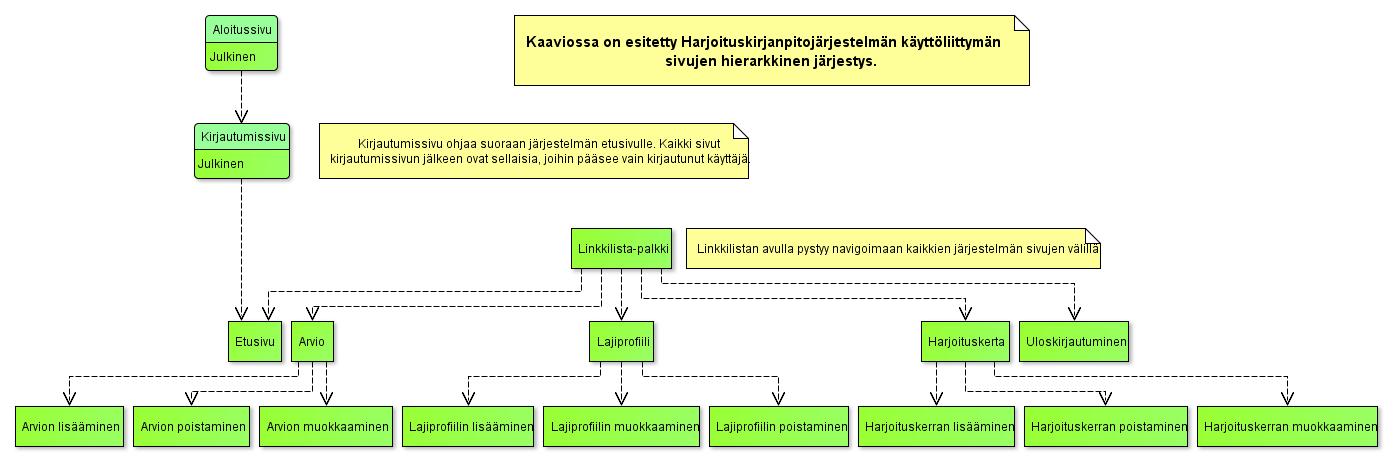 Aloitussivu
Julkinen
Kaaviossa on esitetty Harjoituskirjanpitojärjestelmän käyttöliittymän
sivujen hierarkkinen järjestys.
Kirjautumissivu
Julkinen
Kirjautumissivu ohjaa suoraan järjestelmän etusivulle. Kaikki sivut
kirjautumissivun jälkeen ovat sellaisia, joihin pääsee vain kirjautunut käyttäjä.
Linkkilista-palkki
Linkkilistan avulla pystyy navigoimaan kaikkien järjestelmän sivujen välillä
Etusivu
Arvio
Lajiprofiili
Harjoituskerta
Uloskirjautuminen
Arvion lisääminen
Arvion poistaminen
Arvion muokkaaminen
Lajiprofiilin lisääminen
Lajiprofiilin muokkaaminen
Lajiprofiilin poistaminen
Harjoituskerran lisääminen
Harjoituskerran poistaminen
Harjoituskerran muokkaaminen